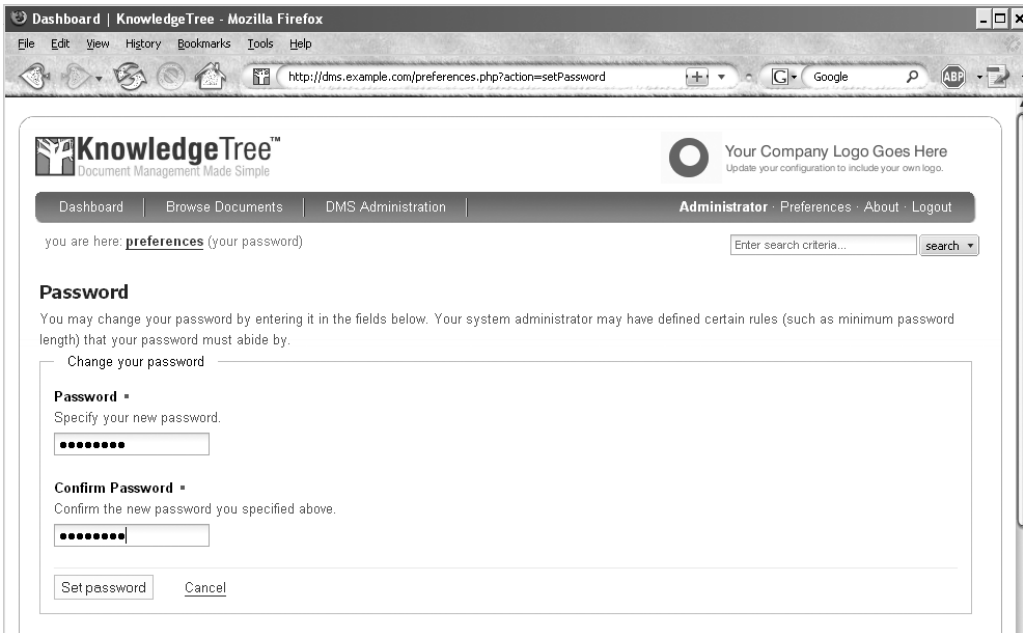 Dashboard | KnowledgeTree - Mozilla Firefox
File Edit View History Bookmarks Tools Help
http://dms.example.com/preferences.php?action=setPassword
G Google
ABP
KnowledgeTree™
Document Management Made Simple
Your Company Logo Goes Here
Update your configuration to include your own logo.
Dashboard Browse Documents DMS Administration Administrator · Preferences · About · Logout
you are here: preferences (your password)
Enter search criteria... search
Password
You may change your password by entering it in the fields below. Your system administrator may have defined certain rules (such as minimum password
length) that your password must abide by.
Change your password
Password
Specify your new password.
••••••••
Confirm Password
Confirm the new password you specified above.
••••••••
Set password Cancel